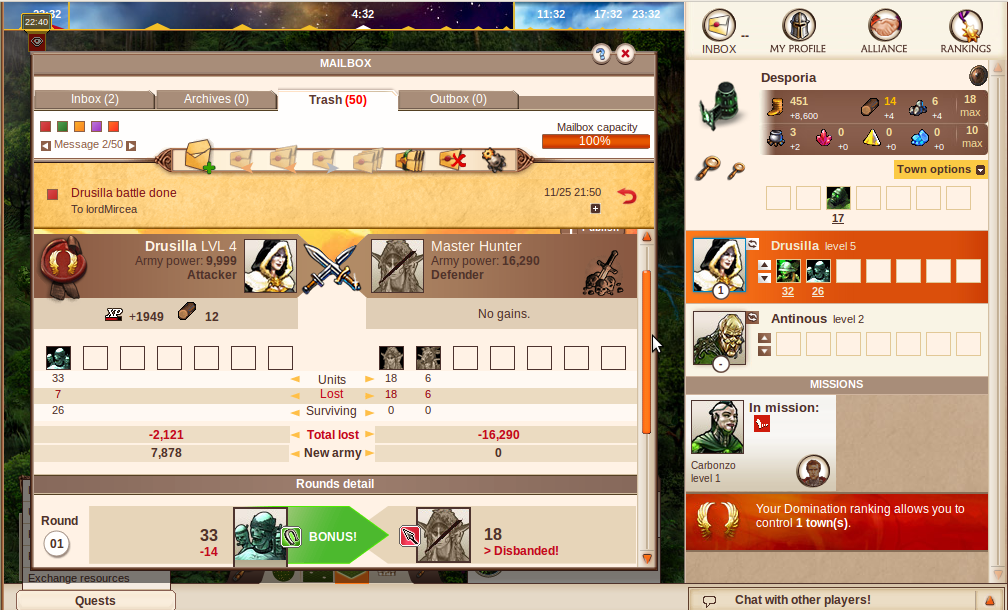 22:32
4:32
11:32
17:32
23:32
22:40
MAILBOX
Inbox (2)
Archives (0)
Trash (50)
Outbox (0)
Message 2/50
Mailbox capacity
100%
Drusilla battle done
To lordMircea
11/25 21:50
Publish
Drusilla LVL 4
Army power: 9,999
Attacker
Master Hunter
Army power: 16,290
Defender
XP +1949
12
No gains.
33 Units 18 6
7 Lost 18 6
26 Surviving 0 0
-2,121 Total lost -16,290
7,878 New army 0
Rounds detail
Round
01
33
-14
BONUS!
18
> Disbanded!
Exchange resources
Quests
INBOX --
MY PROFILE
ALLIANCE
RANKINGS
Desporia
451
+8,600
14
+4
6
+4
18
max
3
+2
0
+0
0
+0
0
+0
10
max
Town options
17
Drusilla level 5
1
32
26
Antinous level 2
-
MISSIONS
In mission:
Carbonzo
level 1
Your Domination ranking allows you to
control 1 town(s).
Chat with other players!